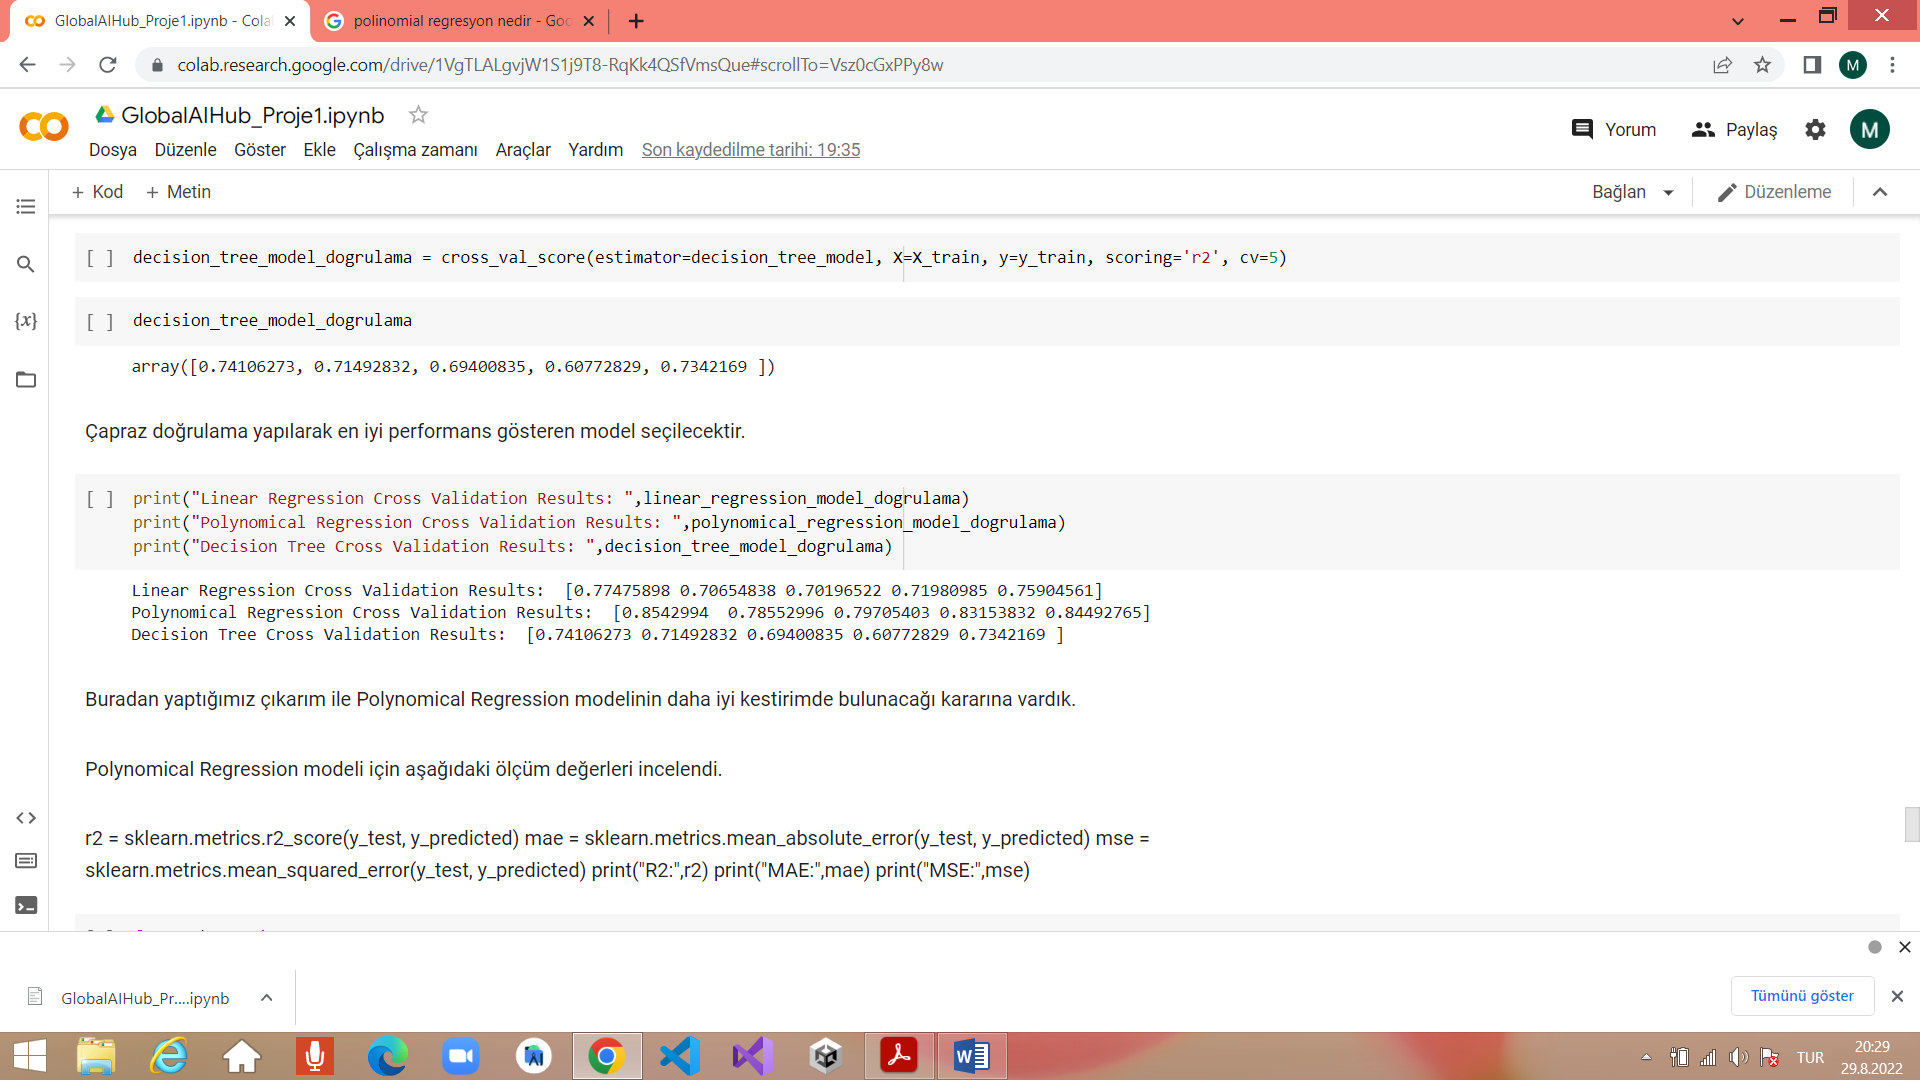 GlobalAIHub_Proje1.ipynb - Cola
polinomial regresyon nedir - Goo
colab.research.google.com/drive/1VgTLALgvjW1S1j9T8-RqKk4QSfVmsQue#scrollTo=Vsz0cGxPPy8w
M
GlobalAIHub_Proje1.ipynb
Dosya Düzenle Göster Ekle Çalışma zamanı Araçlar Yardım Son kaydedilme tarihi: 19:35
Yorum Paylaş M
+ Kod + Metin
Bağlan Düzenleme
[ ] decision_tree_model_dogrulama = cross_val_score(estimator=decision_tree_model, X=X_train, y=y_train, scoring='r2', cv=5)
[ ] decision_tree_model_dogrulama
array([0.74106273, 0.71492832, 0.69400835, 0.60772829, 0.7342169 ])
Çapraz doğrulama yapılarak en iyi performans gösteren model seçilecektir.
[ ] print("Linear Regression Cross Validation Results: ",linear_regression_model_dogrulama)
print("Polynomical Regression Cross Validation Results: ",polynomical_regression_model_dogrulama)
print("Decision Tree Cross Validation Results: ",decision_tree_model_dogrulama)
Linear Regression Cross Validation Results:  [0.77475898 0.70654838 0.70196522 0.71980985 0.75904561]
Polynomical Regression Cross Validation Results:  [0.8542994  0.78552996 0.79705403 0.83153832 0.84492765]
Decision Tree Cross Validation Results:  [0.74106273 0.71492832 0.69400835 0.60772829 0.7342169 ]
Buradan yaptığımız çıkarım ile Polynomical Regression modelinin daha iyi kestirimde bulunacağı kararına vardık.
Polynomical Regression modeli için aşağıdaki ölçüm değerleri incelendi.
r2 = sklearn.metrics.r2_score(y_test, y_predicted) mae = sklearn.metrics.mean_absolute_error(y_test, y_predicted) mse =
sklearn.metrics.mean_squared_error(y_test, y_predicted) print("R2:",r2) print("MAE:",mae) print("MSE:",mse)
GlobalAIHub_Pr....ipynb
Tümünü göster
TUR
20:29
29.8.2022